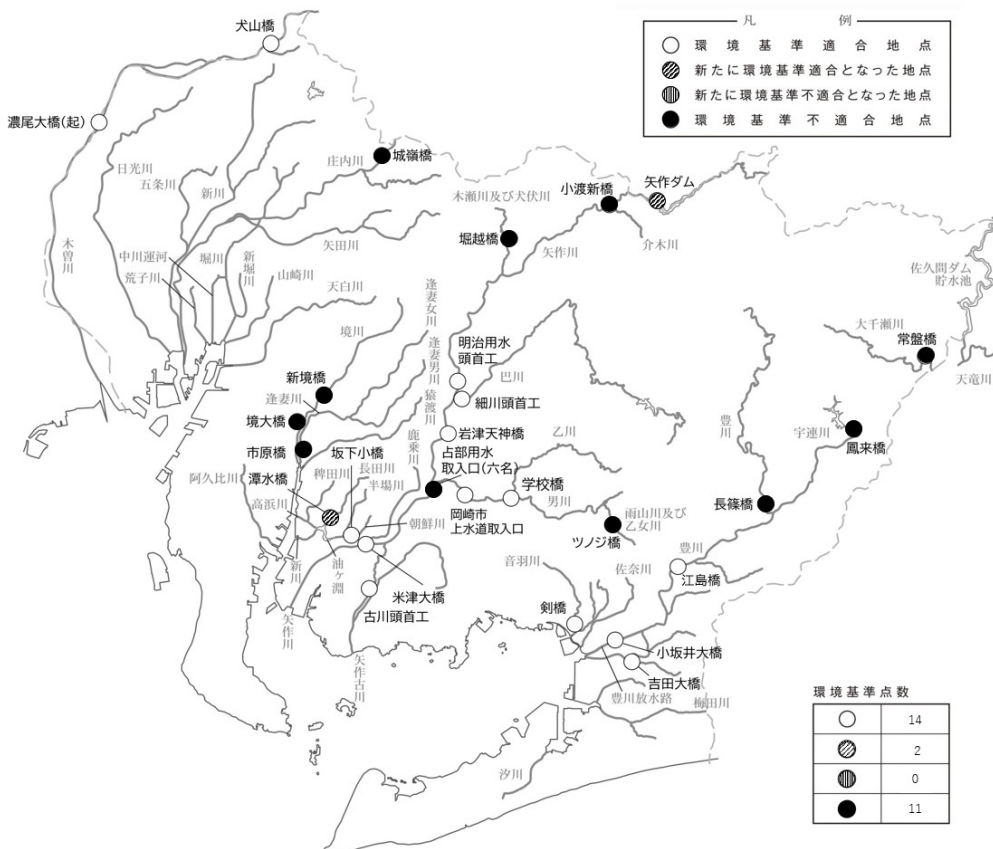 凡例
環境基準適合地点
新たに環境基準適合となった地点
新たに環境基準不適合となった地点
環境基準不適合地点
犬山橋
濃尾大橋(起)
日光川
五条川
新川
庄内川
城嶺橋
木瀬川及び犬伏川
小渡新橋
矢作ダム
堀越橋
矢作川
介木川
木曽川
中川運河
荒子川
堀川
新堀川
山崎川
矢田川
天白川
境川
逢妻女川
逢妻男川
猿渡川
明治用水
頭首工
巴川
細川頭首工
佐久間ダム
貯水池
大千瀬川
常盤橋
天竜川
新境橋
逢妻川
境大橋
市原橋
岩津天神橋
占部用水
取入口(六名)
鹿乗川
乙川
豊川
宇連川
鳳来橋
坂下小橋
長田川
半場川
稗田川
阿久比川
潭水橋
高浜川
朝鮮川
岡崎市
上水道取入口
学校橋
男川
雨山川及び
乙女川
ツノジ橋
長篠橋
豊川
江島橋
新川
油ヶ淵
米津大橋
古川頭首工
矢作川
矢作古川
音羽川
佐奈川
剣橋
小坂井大橋
吉田大橋
豊川放水路
梅田川
汐川
環境基準点数
14
2
0
11